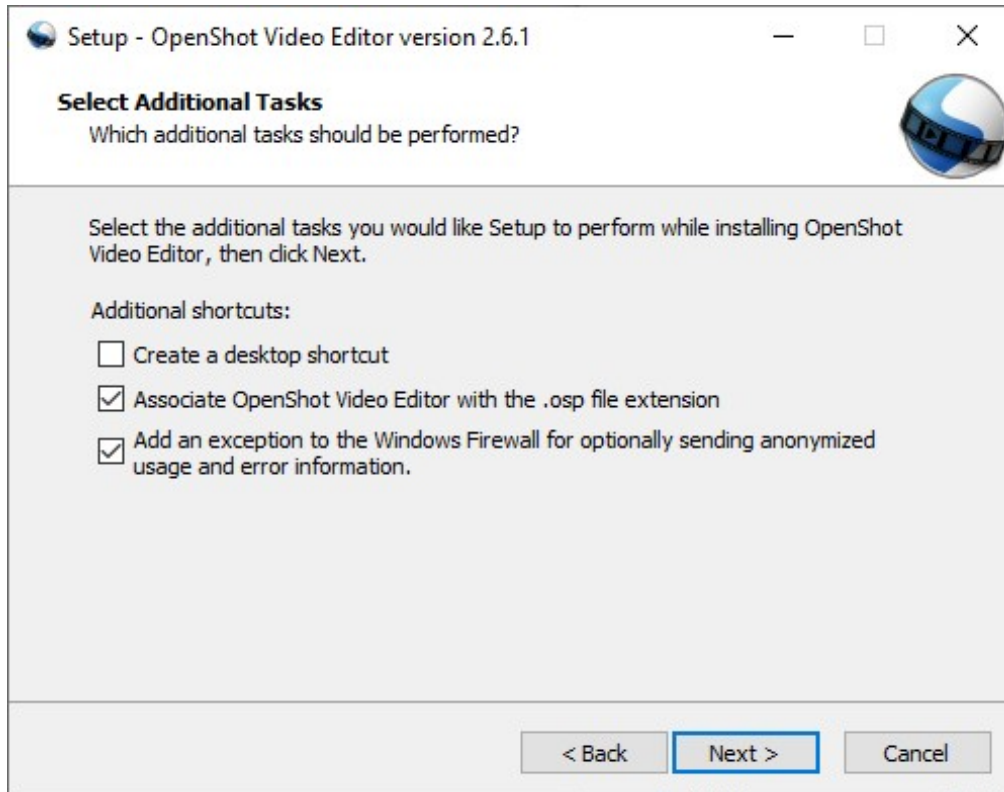 Setup - OpenShot Video Editor version 2.6.1
Select Additional Tasks
Which additional tasks should be performed?
Select the additional tasks you would like Setup to perform while installing OpenShot
Video Editor, then click Next.
Additional shortcuts:
Create a desktop shortcut
Associate OpenShot Video Editor with the .osp file extension
Add an exception to the Windows Firewall for optionally sending anonymized
usage and error information.
< Back
Next >
Cancel